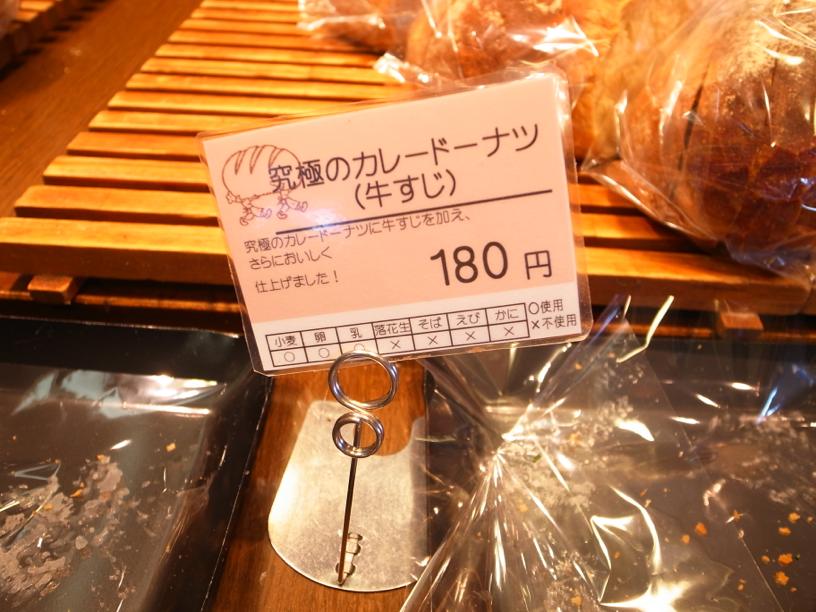 究極のカレードーナツ
(牛すじ)
究極のカレードーナツに牛すじを加え、
さらにおいしく
仕上げました!
180 円
小麦 卵 乳 落花生 そば えび かに
○ ○ ○ × × × ×
○使用
×不使用